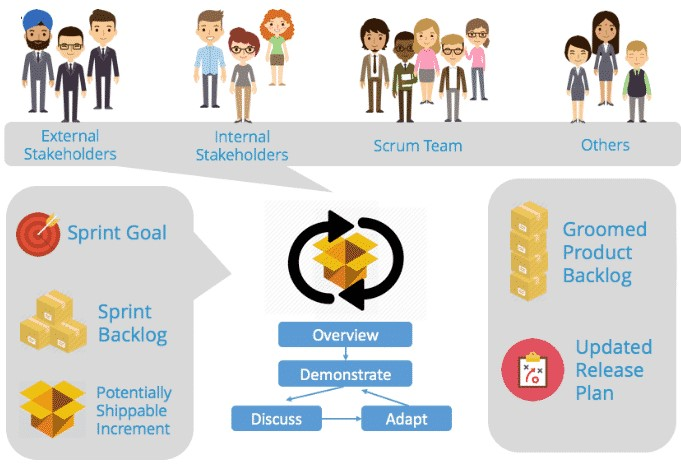 External
Stakeholders
Internal
Stakeholders
Scrum Team
Others
Sprint Goal
Sprint
Backlog
Potentially
Shippable
Increment
Overview
Demonstrate
Discuss
Adapt
Groomed
Product
Backlog
Updated
Release
Plan